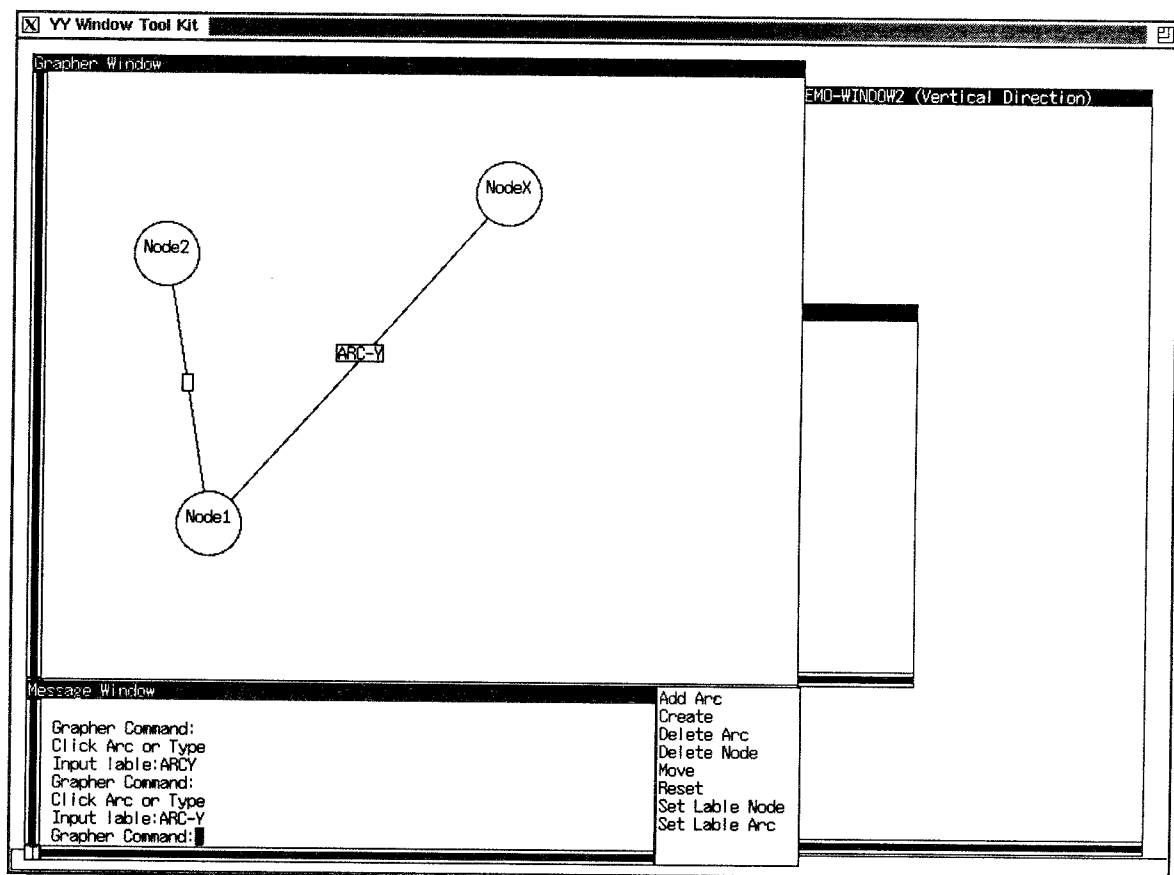 X YY Window Tool Kit
Grapher Window
EMO-WINDOW2 (Vertical Direction)
NodeX
Node2
ARC-Y
Node1
Message Window
Grapher Command:
Click Arc or Type
Input lable:ARCY
Grapher Command:
Click Arc or Type
Input lable:ARC-Y
Grapher Command:
Add Arc
Create
Delete Arc
Delete Node
Move
Reset
Set Lable Node
Set Lable Arc